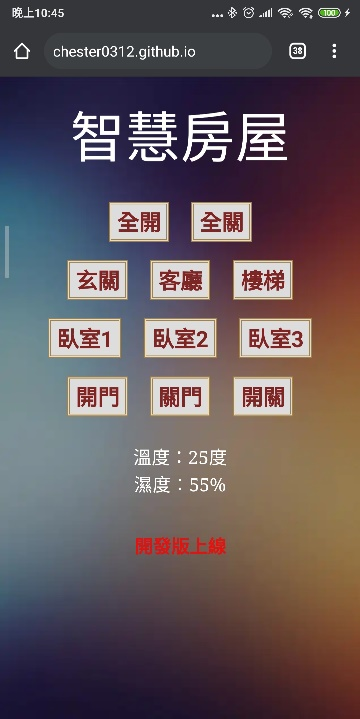 晚上10:45
100
chester0312.github.io
38
智慧房屋
全開 全關
玄關 客廳 樓梯
臥室1 臥室2 臥室3
開門 關門 開關
溫度：25度
濕度：55%
開發版上線